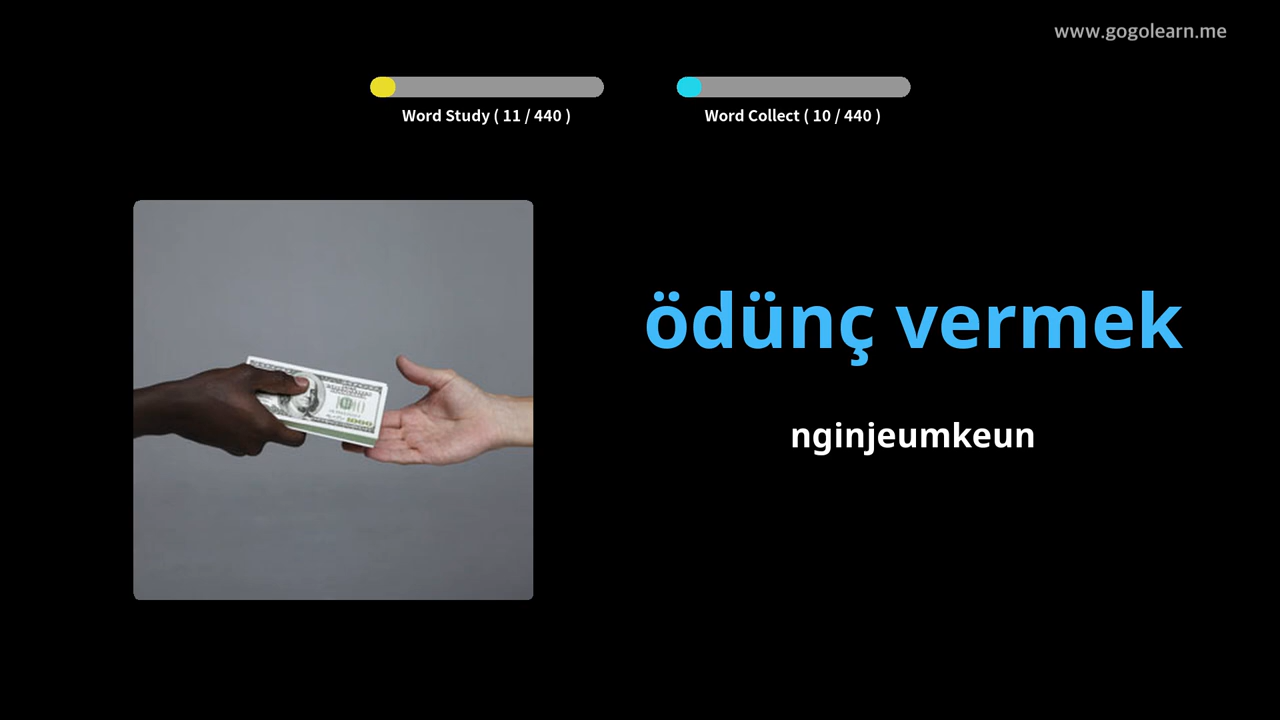 www.gogolearn.me
Word Study ( 11 / 440 )
Word Collect ( 10 / 440 )
ödünç vermek
nginjeumkeun